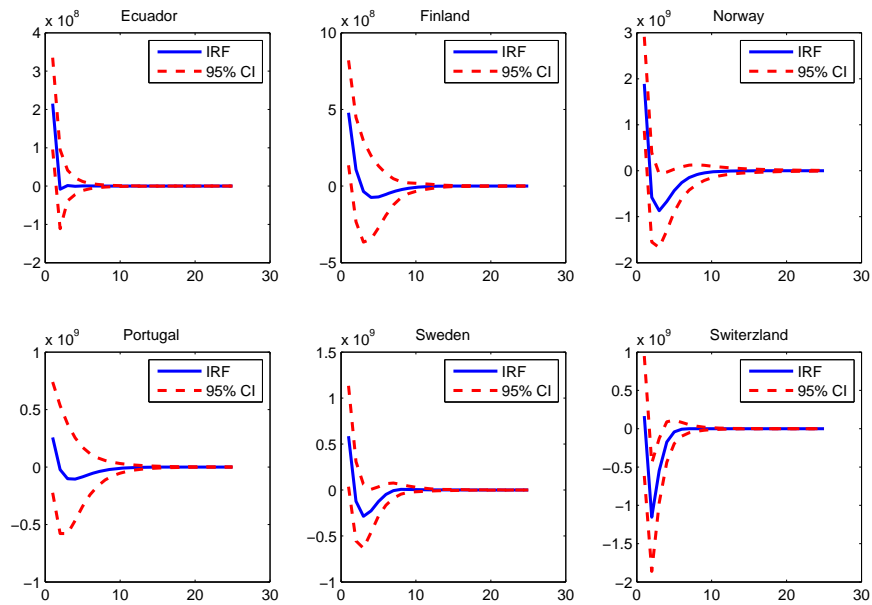 Ecuador
x 10^8
4
3
2
1
0
−1
−2
0 10 20 30
IRF
95% CI
Finland
x 10^8
10
5
0
−5
0 10 20 30
IRF
95% CI
Norway
x 10^9
3
2
1
0
−1
−2
0 10 20 30
IRF
95% CI
Portugal
x 10^9
1
0.5
0
−0.5
−1
0 10 20 30
IRF
95% CI
Sweden
x 10^9
1.5
1
0.5
0
−0.5
−1
0 10 20 30
IRF
95% CI
Switerzland
x 10^9
1
0.5
0
−0.5
−1
−1.5
−2
0 10 20 30
IRF
95% CI